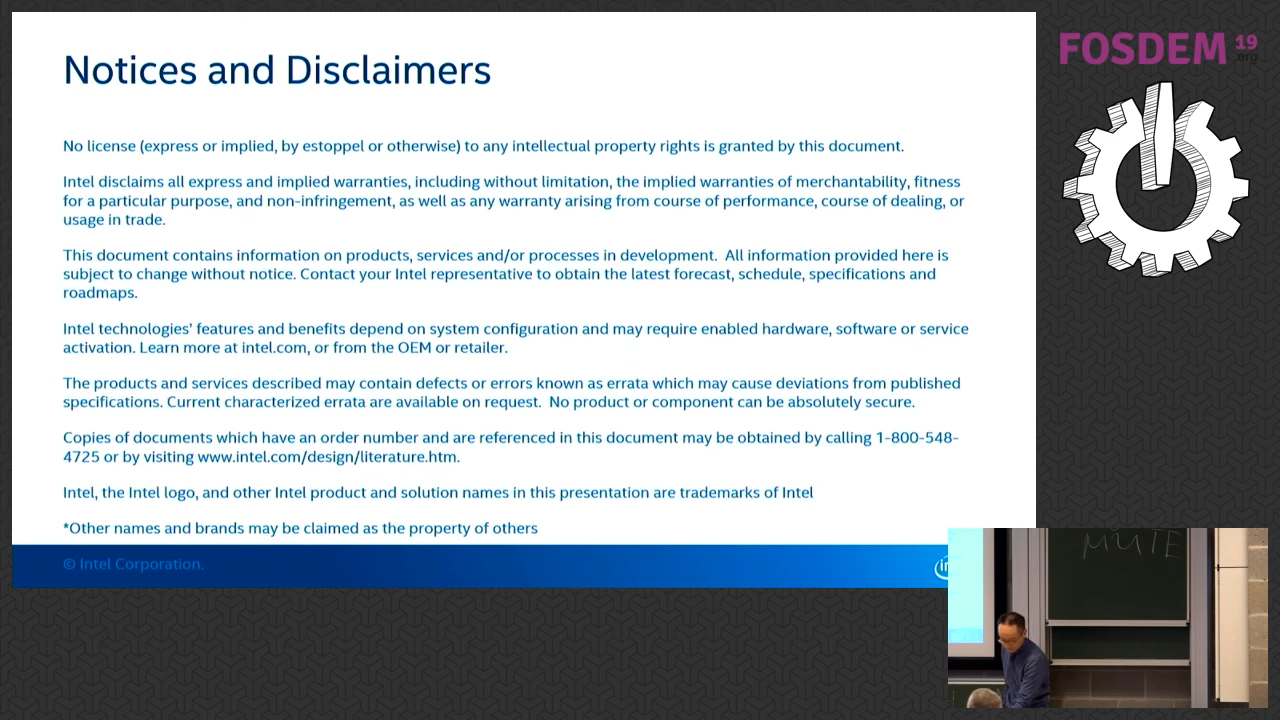 Notices and Disclaimers
No license (express or implied, by estoppel or otherwise) to any intellectual property rights is granted by this document.
Intel disclaims all express and implied warranties, including without limitation, the implied warranties of merchantability, fitness
for a particular purpose, and non-infringement, as well as any warranty arising from course of performance, course of dealing, or
usage in trade.
This document contains information on products, services and/or processes in development.  All information provided here is
subject to change without notice. Contact your Intel representative to obtain the latest forecast, schedule, specifications and
roadmaps.
Intel technologies’ features and benefits depend on system configuration and may require enabled hardware, software or service
activation. Learn more at intel.com, or from the OEM or retailer.
The products and services described may contain defects or errors known as errata which may cause deviations from published
specifications. Current characterized errata are available on request.  No product or component can be absolutely secure.
Copies of documents which have an order number and are referenced in this document may be obtained by calling 1-800-548-
4725 or by visiting www.intel.com/design/literature.htm.
Intel, the Intel logo, and other Intel product and solution names in this presentation are trademarks of Intel
*Other names and brands may be claimed as the property of others
© Intel Corporation.
FOSDEM 19
.org
MUTE